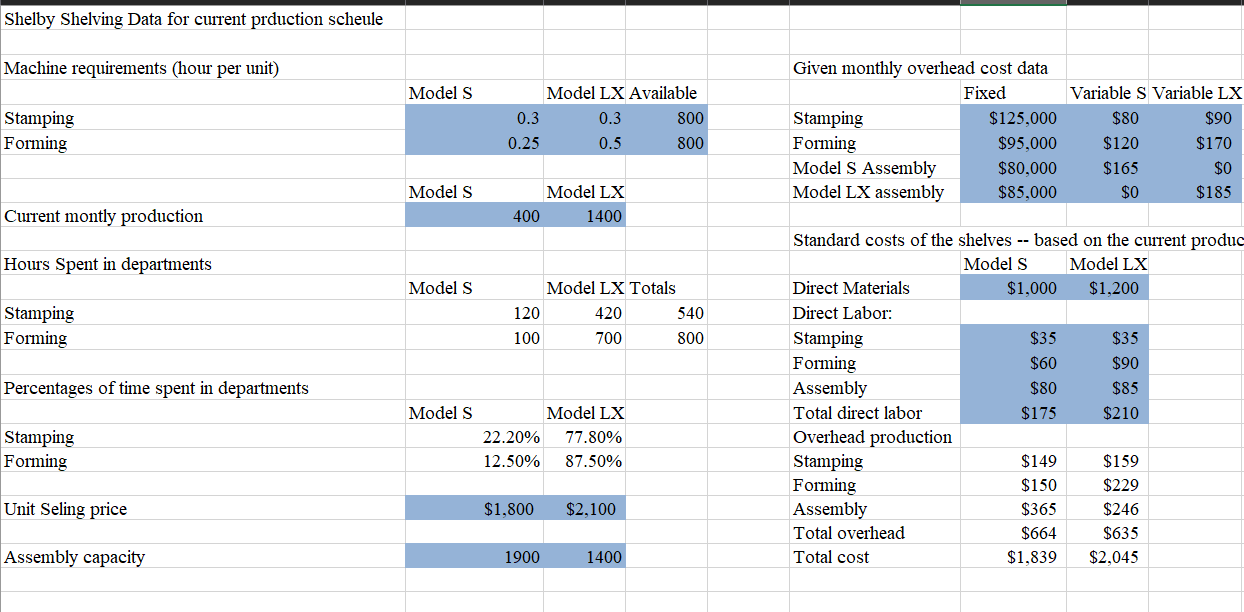 Shelby Shelving Data for current prduction scheule
Machine requirements (hour per unit) Given monthly overhead cost data
Model S Model LX Available Fixed Variable S Variable LX
Stamping 0.3 0.3 800 Stamping $125,000 $80 $90
Forming 0.25 0.5 800 Forming $95,000 $120 $170
Model S Assembly $80,000 $165 $0
Model S Model LX Model LX assembly $85,000 $0 $185
Current montly production 400 1400
Standard costs of the shelves -- based on the current produc
Hours Spent in departments Model S Model LX
Model S Model LX Totals Direct Materials $1,000 $1,200
Stamping 120 420 540 Direct Labor:
Forming 100 700 800 Stamping $35 $35
Forming $60 $90
Percentages of time spent in departments Assembly $80 $85
Model S Model LX Total direct labor $175 $210
Stamping 22.20% 77.80% Overhead production
Forming 12.50% 87.50% Stamping $149 $159
Forming $150 $229
Unit Seling price $1,800 $2,100 Assembly $365 $246
Total overhead $664 $635
Assembly capacity 1900 1400 Total cost $1,839 $2,045